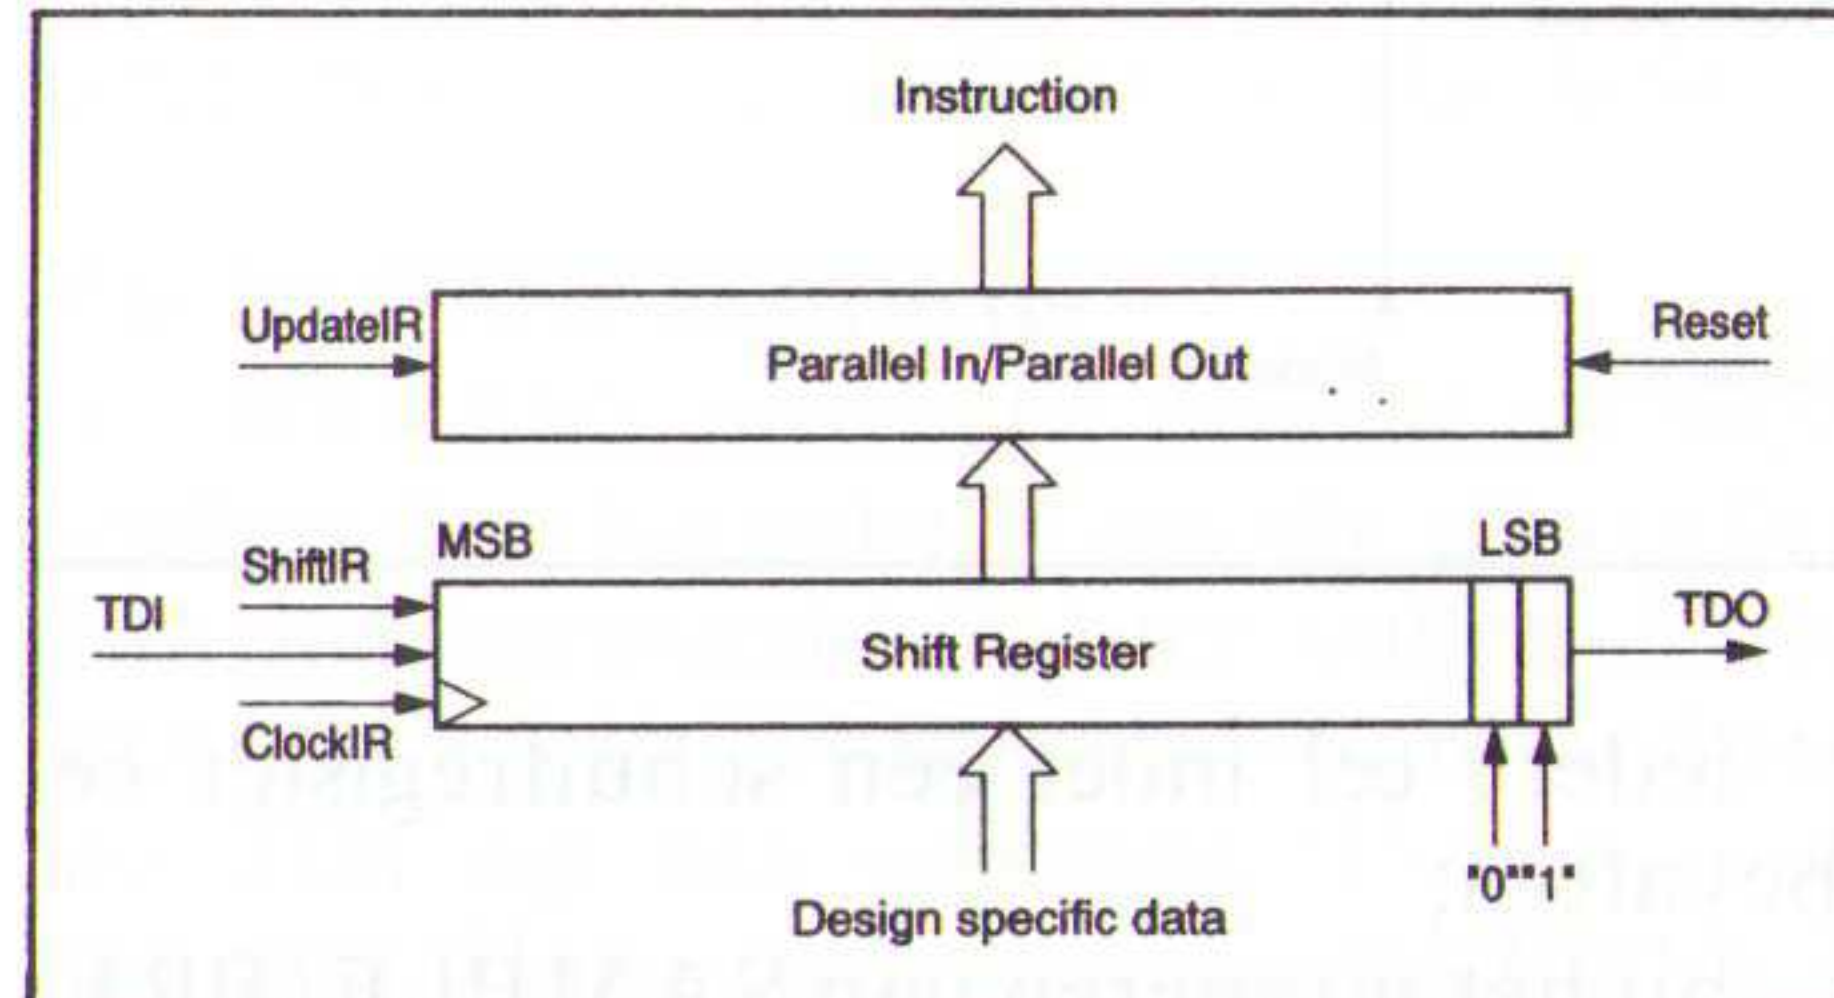 Instruction
UpdateIR
Reset
Parallel In/Parallel Out
MSB
LSB
ShiftIR
TDI
TDO
Shift Register
ClockIR
"0""1"
Design specific data